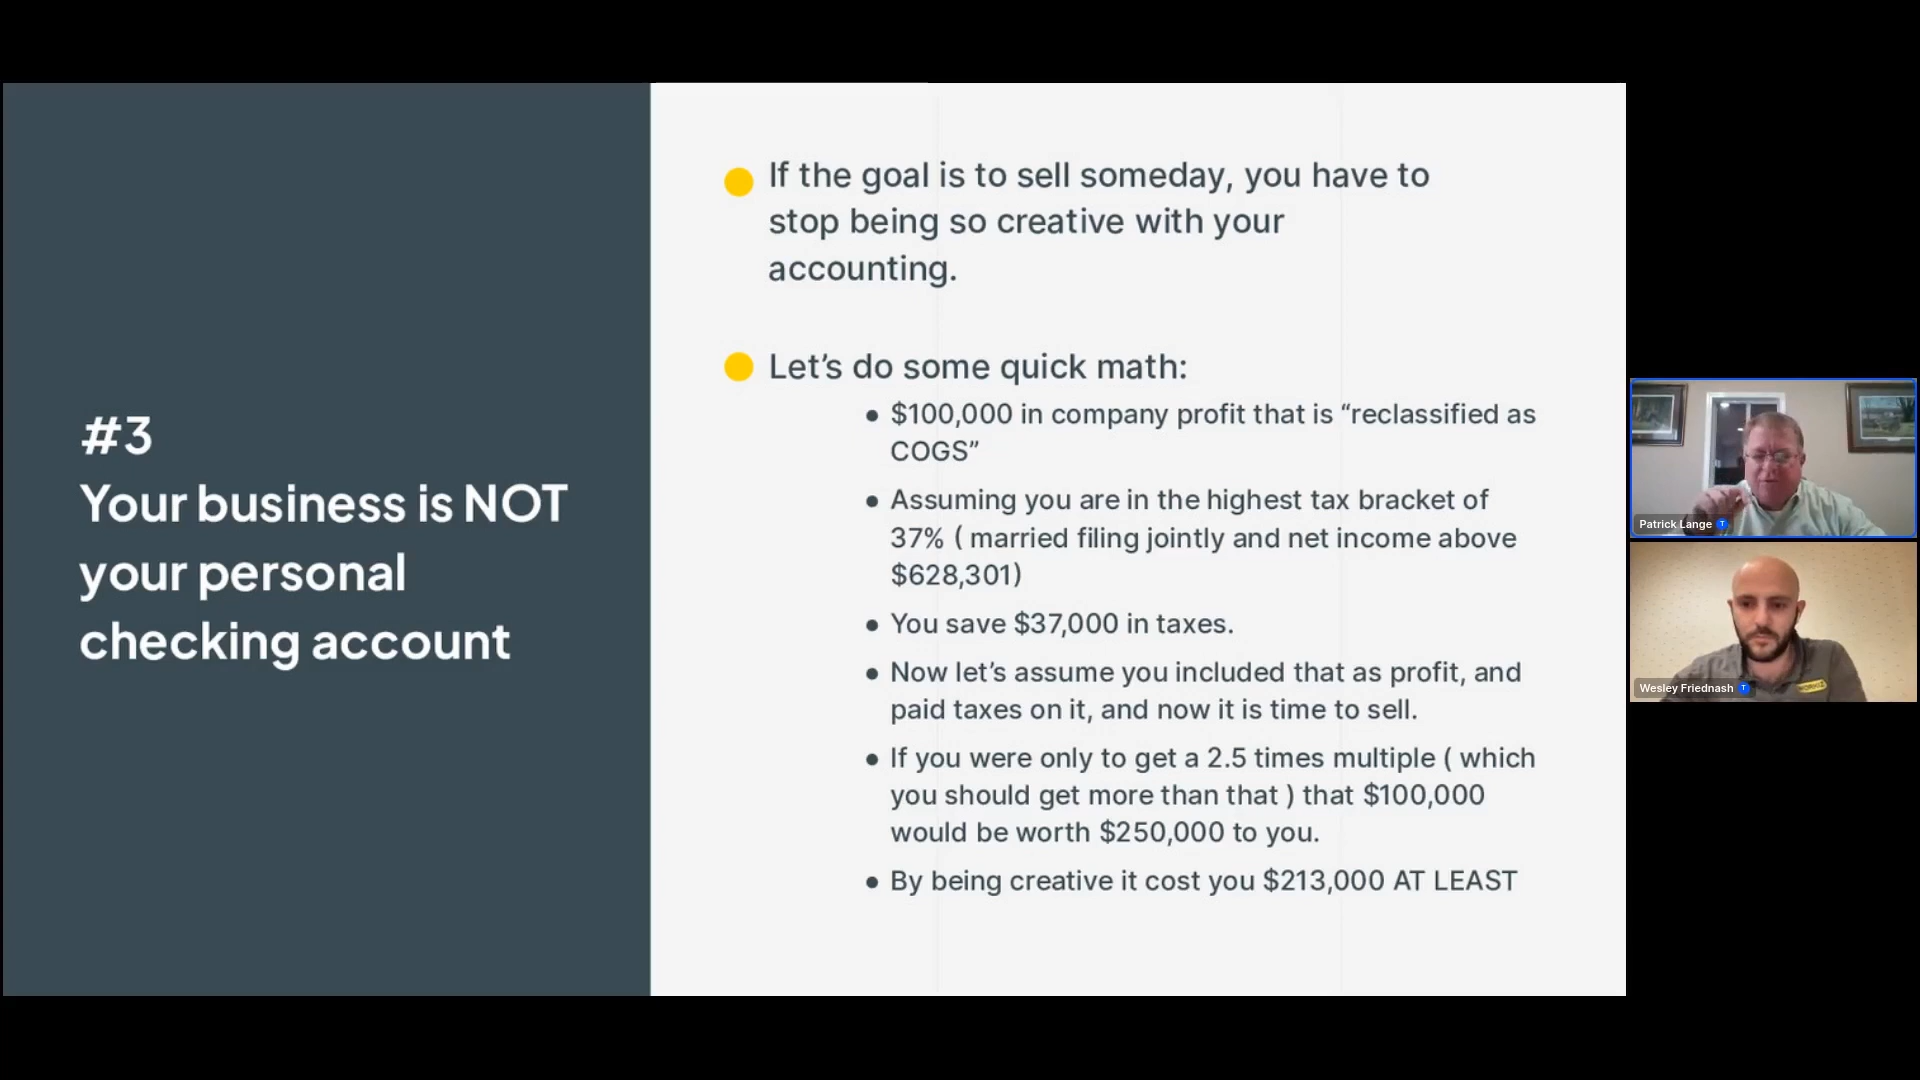 #3
Your business is NOT
your personal
checking account
If the goal is to sell someday, you have to
stop being so creative with your
accounting.
Let’s do some quick math:
• $100,000 in company profit that is “reclassified as
COGS”
• Assuming you are in the highest tax bracket of
37% ( married filing jointly and net income above
$628,301)
• You save $37,000 in taxes.
• Now let’s assume you included that as profit, and
paid taxes on it, and now it is time to sell.
• If you were only to get a 2.5 times multiple ( which
you should get more than that ) that $100,000
would be worth $250,000 to you.
• By being creative it cost you $213,000 AT LEAST
Patrick Lange T
Wesley Friednash T